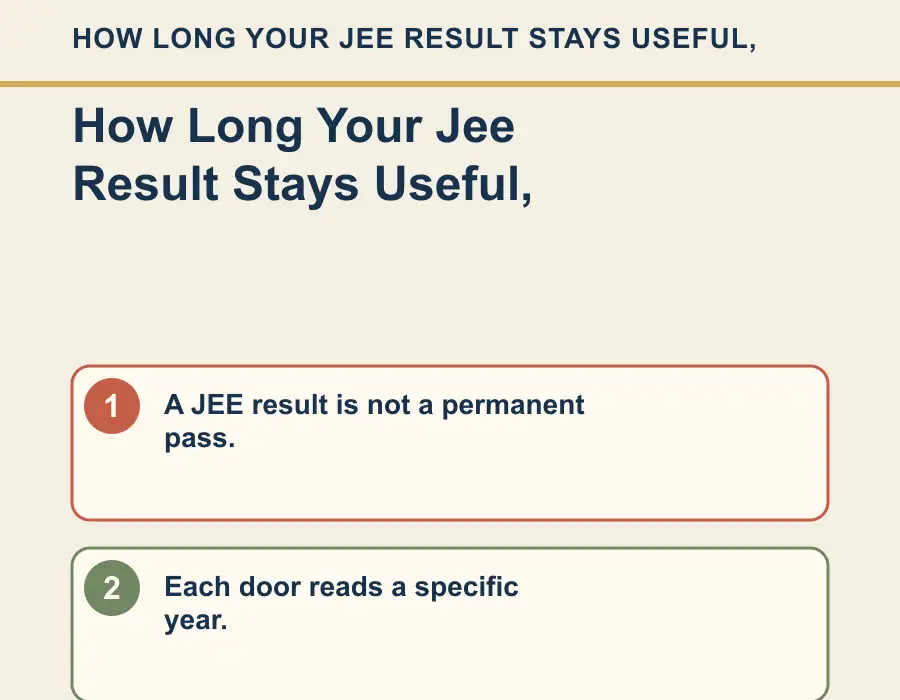 HOW LONG YOUR JEE RESULT STAYS USEFUL,
How Long Your Jee
Result Stays Useful,
1
A JEE result is not a permanent
pass.
2
Each door reads a specific
year.